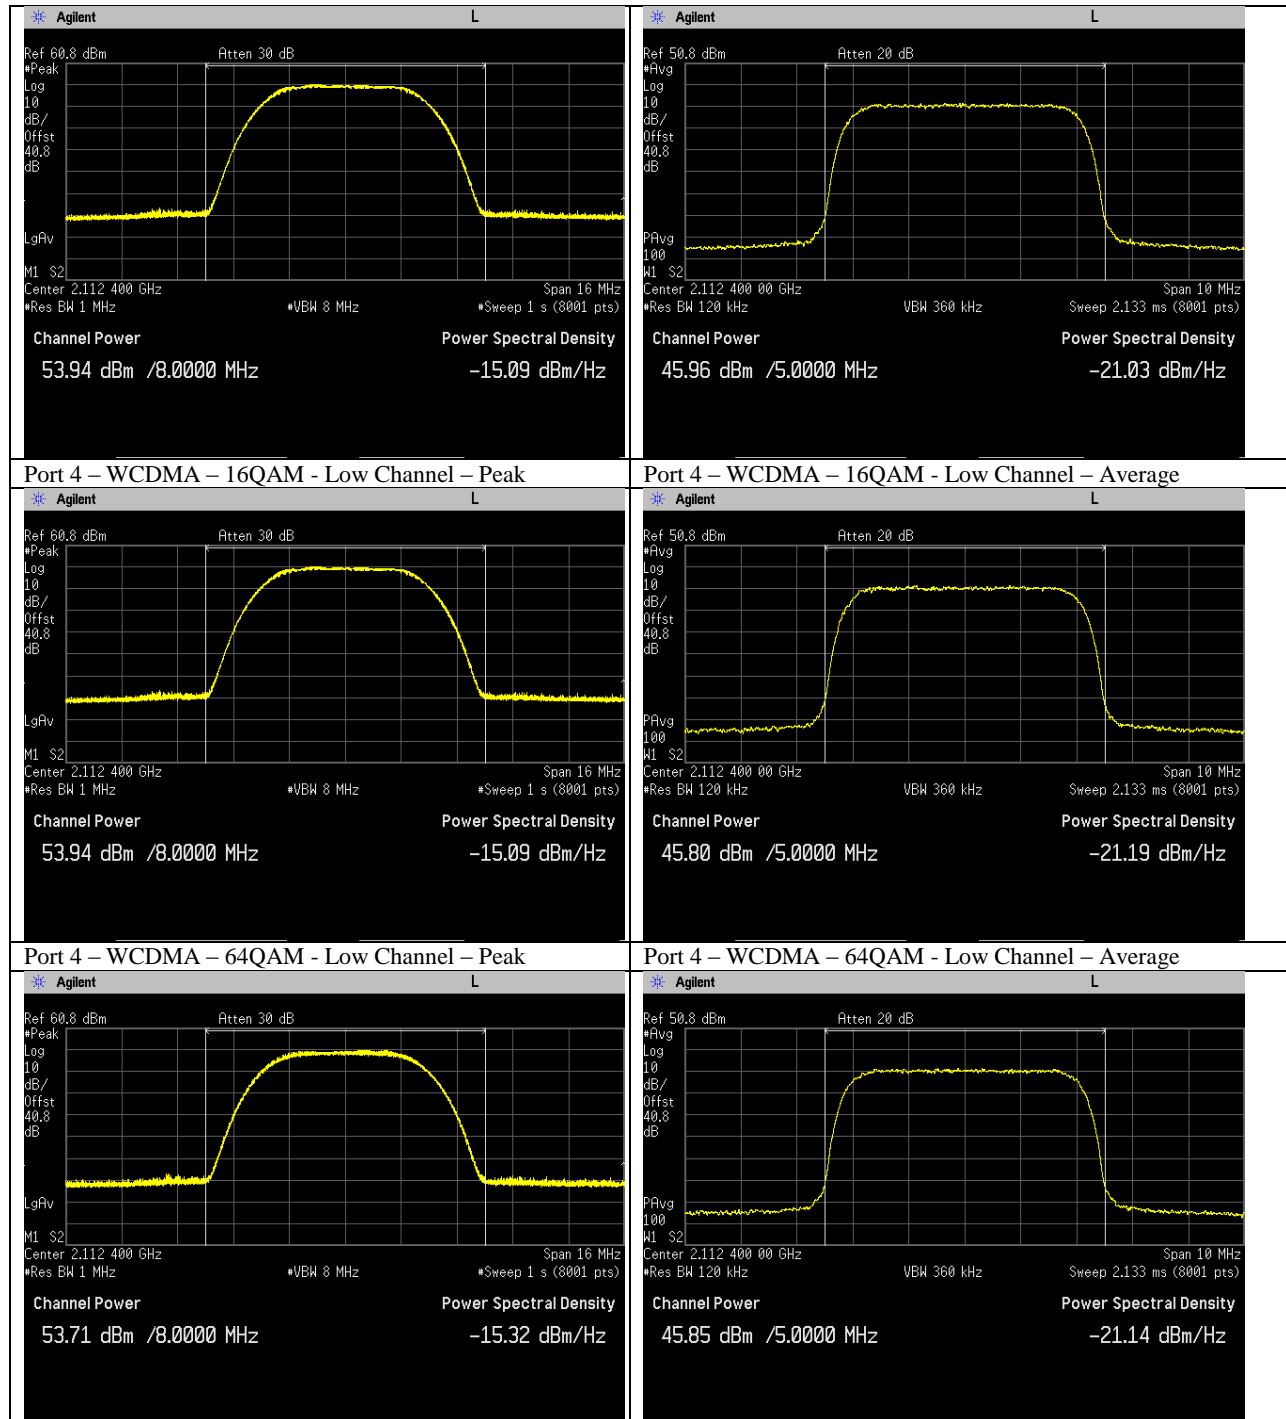 Agilent L
Ref 60.8 dBm Atten 30 dB
#Peak
Log
10
dB/
Offst
40.8
dB
LgAv
M1 S2
Center 2.112 400 GHz Span 16 MHz
#Res BW 1 MHz #VBW 8 MHz #Sweep 1 s (8001 pts)
Channel Power Power Spectral Density
53.94 dBm /8.0000 MHz -15.09 dBm/Hz
Agilent L
Ref 50.8 dBm Atten 20 dB
#Avg
Log
10
dB/
Offst
40.8
dB
PAvg
100
W1 S2
Center 2.112 400 00 GHz Span 10 MHz
#Res BW 120 kHz VBW 360 kHz Sweep 2.133 ms (8001 pts)
Channel Power Power Spectral Density
45.96 dBm /5.0000 MHz -21.03 dBm/Hz
Port 4 – WCDMA – 16QAM - Low Channel – Peak
Port 4 – WCDMA – 16QAM - Low Channel – Average
Agilent L
Ref 60.8 dBm Atten 30 dB
#Peak
Log
10
dB/
Offst
40.8
dB
LgAv
M1 S2
Center 2.112 400 GHz Span 16 MHz
#Res BW 1 MHz #VBW 8 MHz #Sweep 1 s (8001 pts)
Channel Power Power Spectral Density
53.94 dBm /8.0000 MHz -15.09 dBm/Hz
Agilent L
Ref 50.8 dBm Atten 20 dB
#Avg
Log
10
dB/
Offst
40.8
dB
PAvg
100
W1 S2
Center 2.112 400 00 GHz Span 10 MHz
#Res BW 120 kHz VBW 360 kHz Sweep 2.133 ms (8001 pts)
Channel Power Power Spectral Density
45.80 dBm /5.0000 MHz -21.19 dBm/Hz
Port 4 – WCDMA – 64QAM - Low Channel – Peak
Port 4 – WCDMA – 64QAM - Low Channel – Average
Agilent L
Ref 60.8 dBm Atten 30 dB
#Peak
Log
10
dB/
Offst
40.8
dB
LgAv
M1 S2
Center 2.112 400 GHz Span 16 MHz
#Res BW 1 MHz #VBW 8 MHz #Sweep 1 s (8001 pts)
Channel Power Power Spectral Density
53.71 dBm /8.0000 MHz -15.32 dBm/Hz
Agilent L
Ref 50.8 dBm Atten 20 dB
#Avg
Log
10
dB/
Offst
40.8
dB
PAvg
100
W1 S2
Center 2.112 400 00 GHz Span 10 MHz
#Res BW 120 kHz VBW 360 kHz Sweep 2.133 ms (8001 pts)
Channel Power Power Spectral Density
45.85 dBm /5.0000 MHz -21.14 dBm/Hz